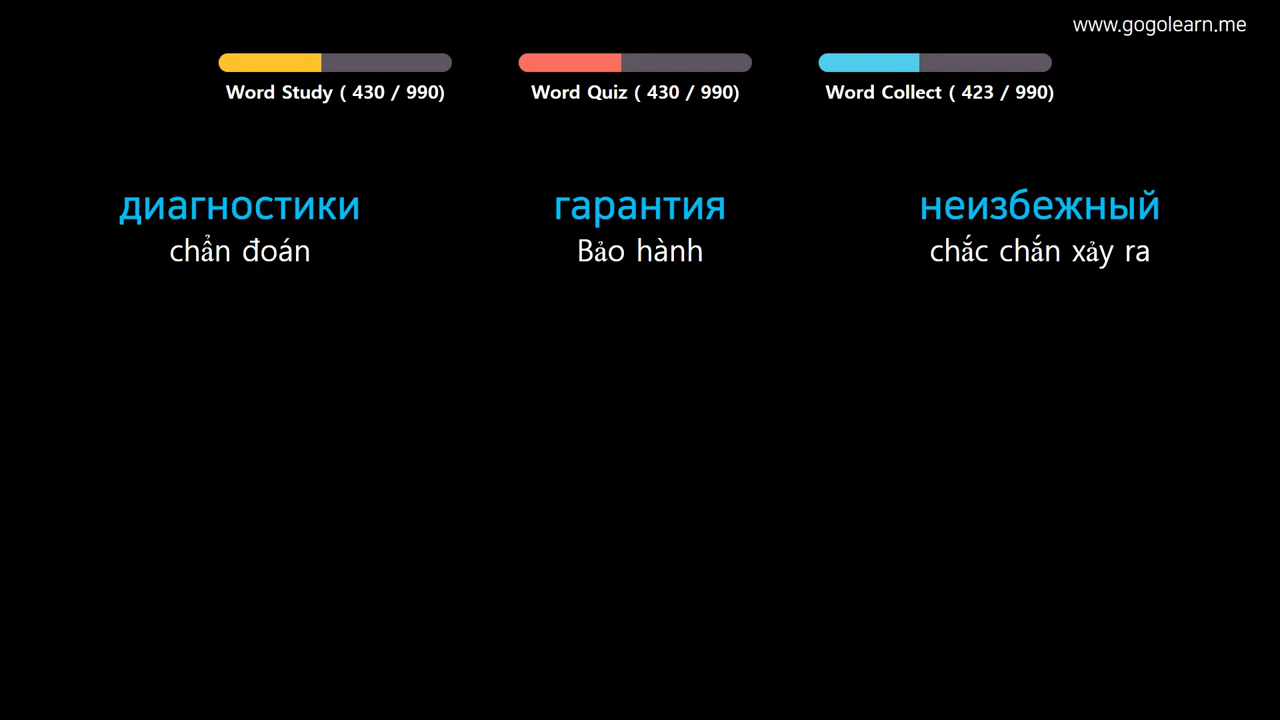 www.gogolearn.me
Word Study ( 430 / 990)
Word Quiz ( 430 / 990)
Word Collect ( 423 / 990)
диагностики
chẩn đoán
гарантия
Bảo hành
неизбежный
chắc chắn xảy ra